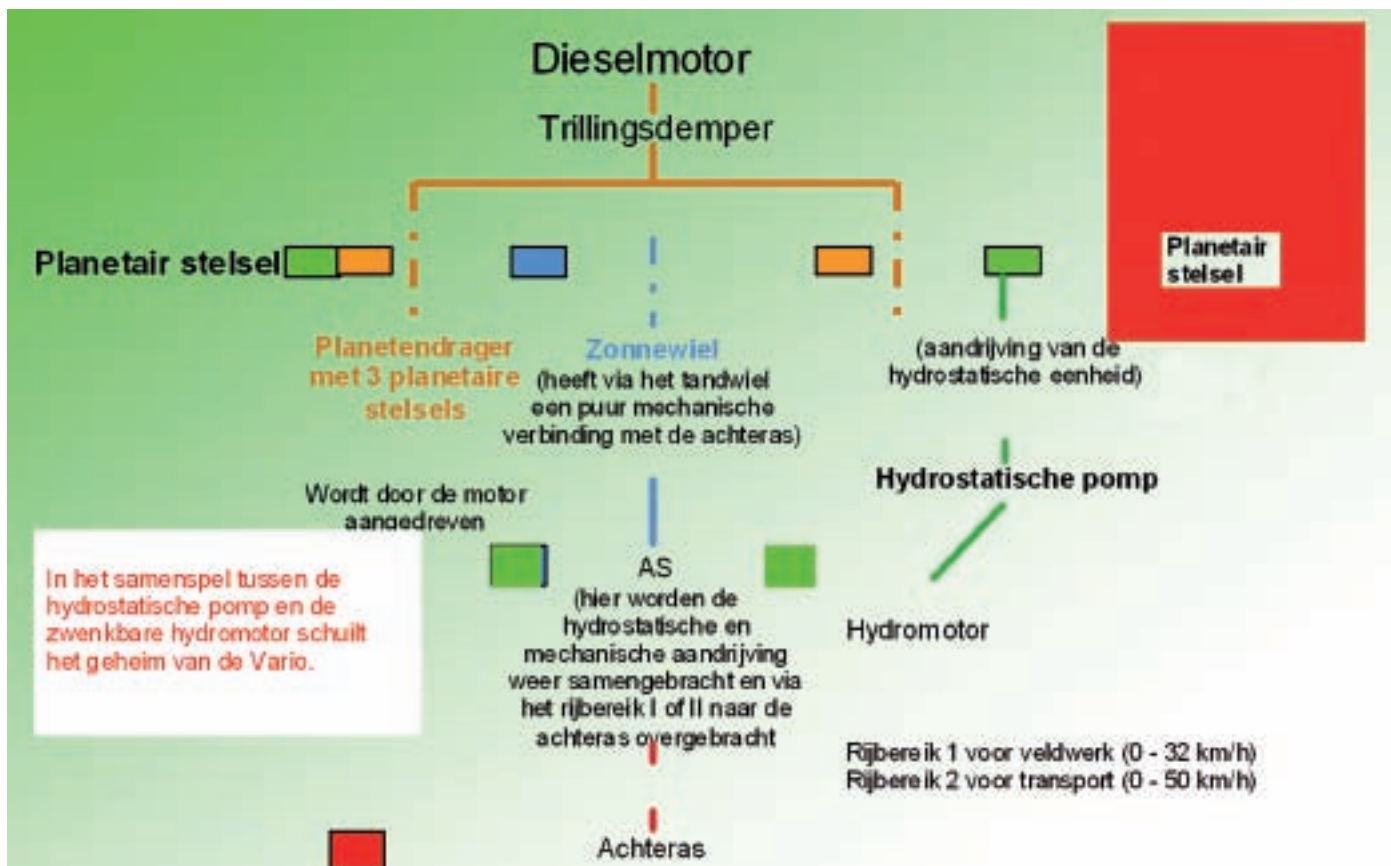 Dieselmotor
Trillingsdemper
Planetair stelsel
Planetair
stelsel
Planetendrager
met 3 planetaire
stelsels
Zonnewiel
(heeft via het tandwiel
een puur mechanische
verbinding met de achteras)
(aandrijving van de
hydrostatische eenheid)
Hydrostatische pomp
Wordt door de motor
aangedreven
In het samenspel tussen de
hydrostatische pomp en de
zwenkbare hydromotor schuilt
het geheim van de Vario.
AS
(hier worden de
hydrostatische en
mechanische aandrijving
weer samengebracht en via
het rijbereik I of II naar de
achteras overgebracht
Hydromotor
Rijbereik 1 voor veldwerk (0 - 32 km/h)
Rijbereik 2 voor transport (0 - 50 km/h)
Achteras